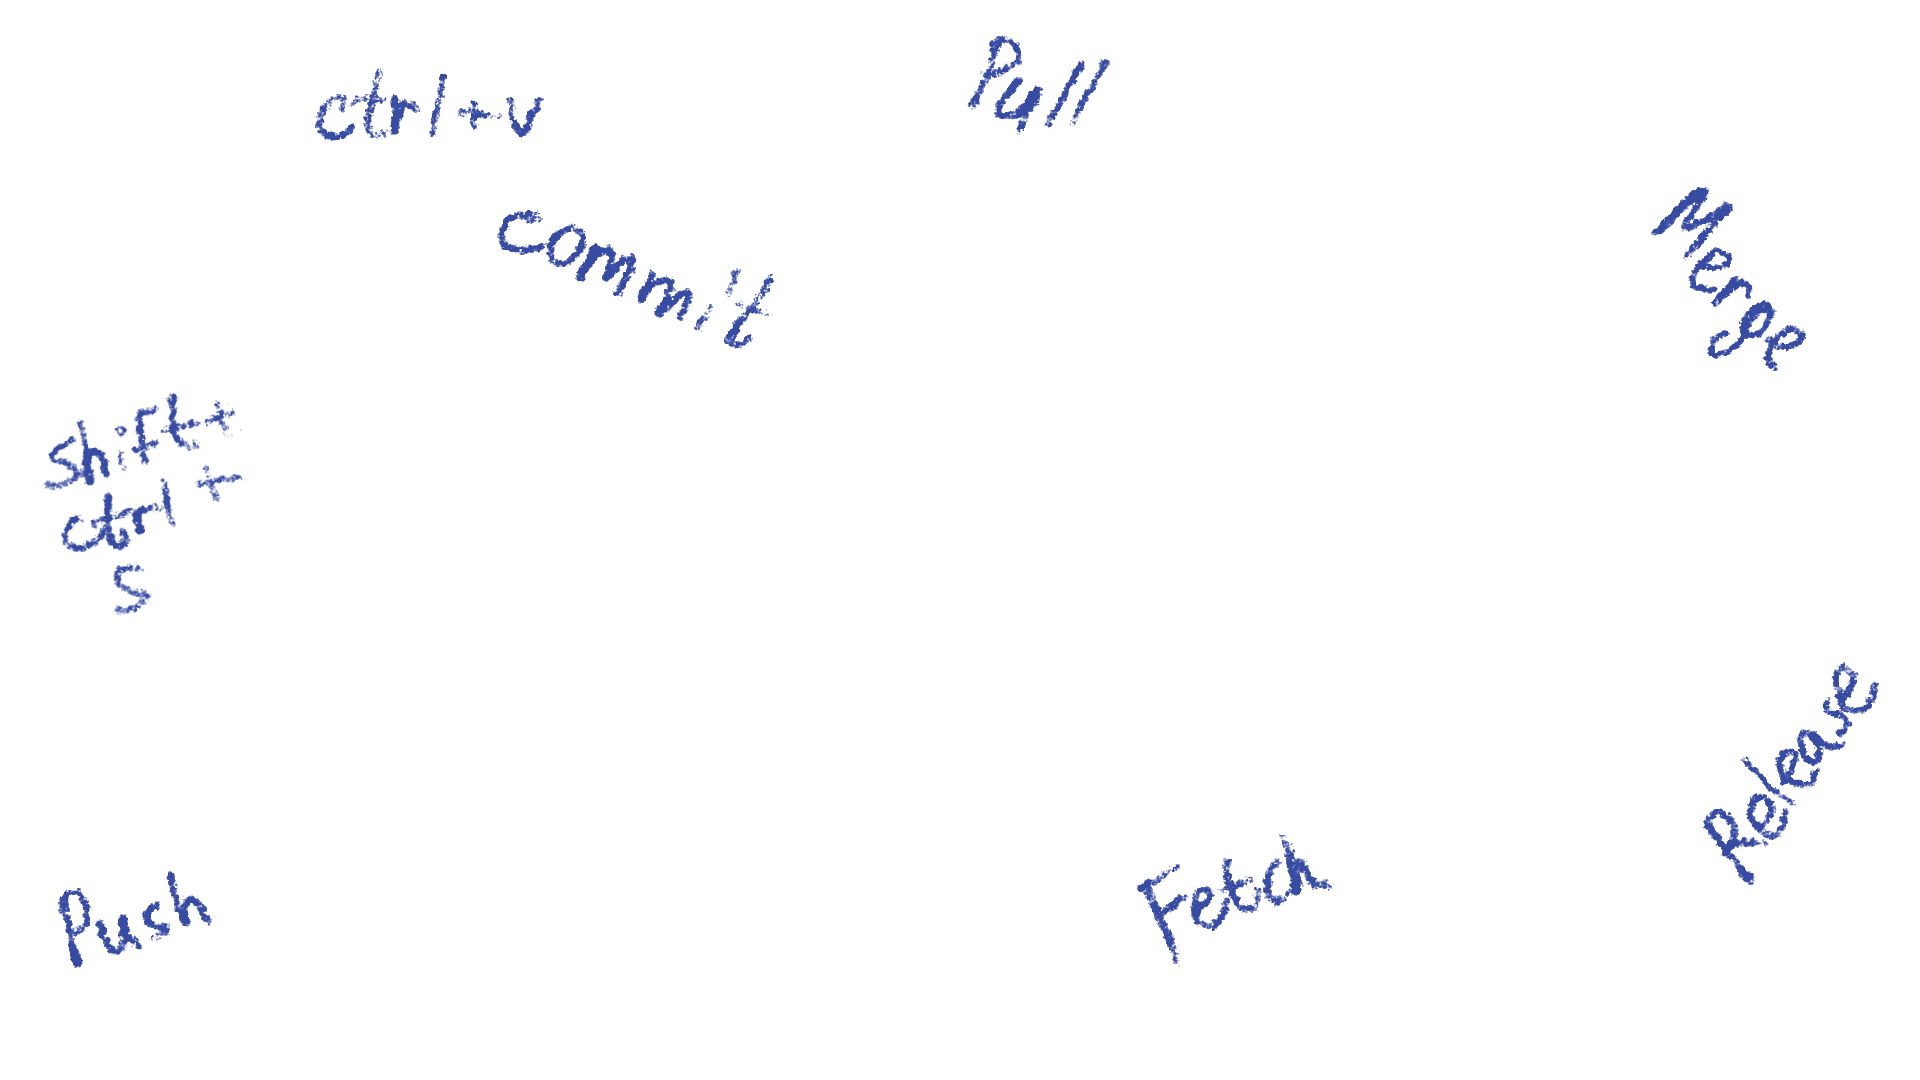 Pull
ctrl+v
commit
Merge
shift+
ctrl+
s
Release
Fetch
Push